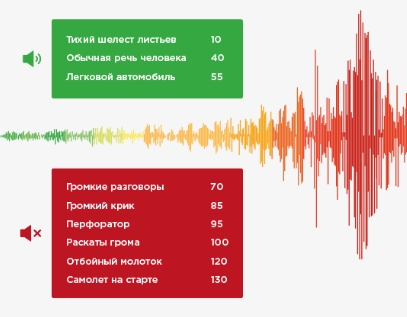 Тихий шелест листьев 10
Обычная речь человека 40
Легковой автомобиль 55
Громкие разговоры 70
Громкий крик 85
Перфоратор 95
Раскаты грома 100
Отбойный молоток 120
Самолет на старте 130